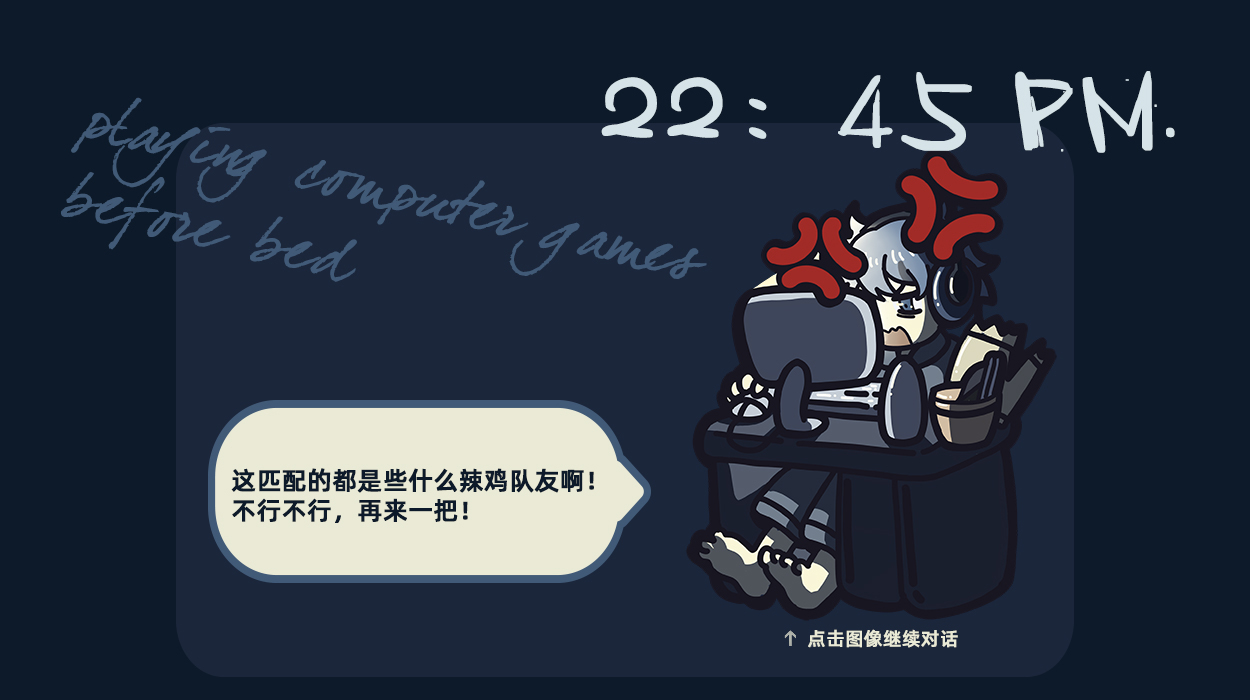 22：45 PM.
playing computer games
before bed
这匹配的都是些什么辣鸡队友啊！
不行不行，再来一把！
↑ 点击图像继续对话